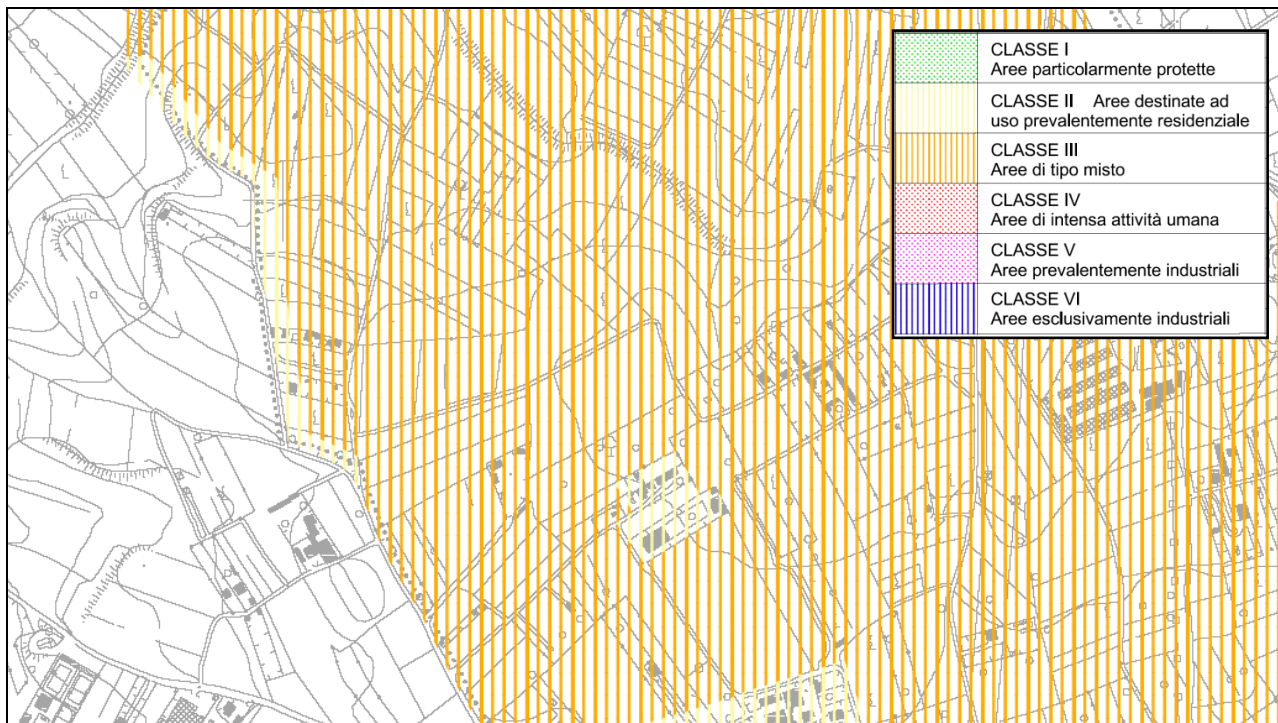 CLASSE I
Aree particolarmente protette
CLASSE II Aree destinate ad
uso prevalentemente residenziale
CLASSE III
Aree di tipo misto
CLASSE IV
Aree di intensa attività umana
CLASSE V
Aree prevalentemente industriali
CLASSE VI
Aree esclusivamente industriali